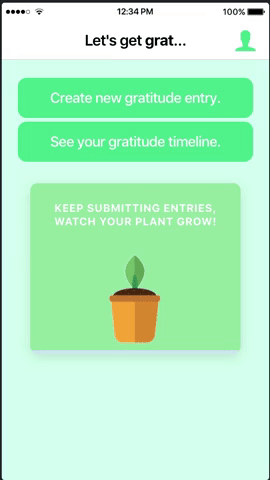 12:34 PM
100%
Let's get grat...
Create new gratitude entry.
See your gratitude timeline.
KEEP SUBMITTING ENTRIES,
WATCH YOUR PLANT GROW!